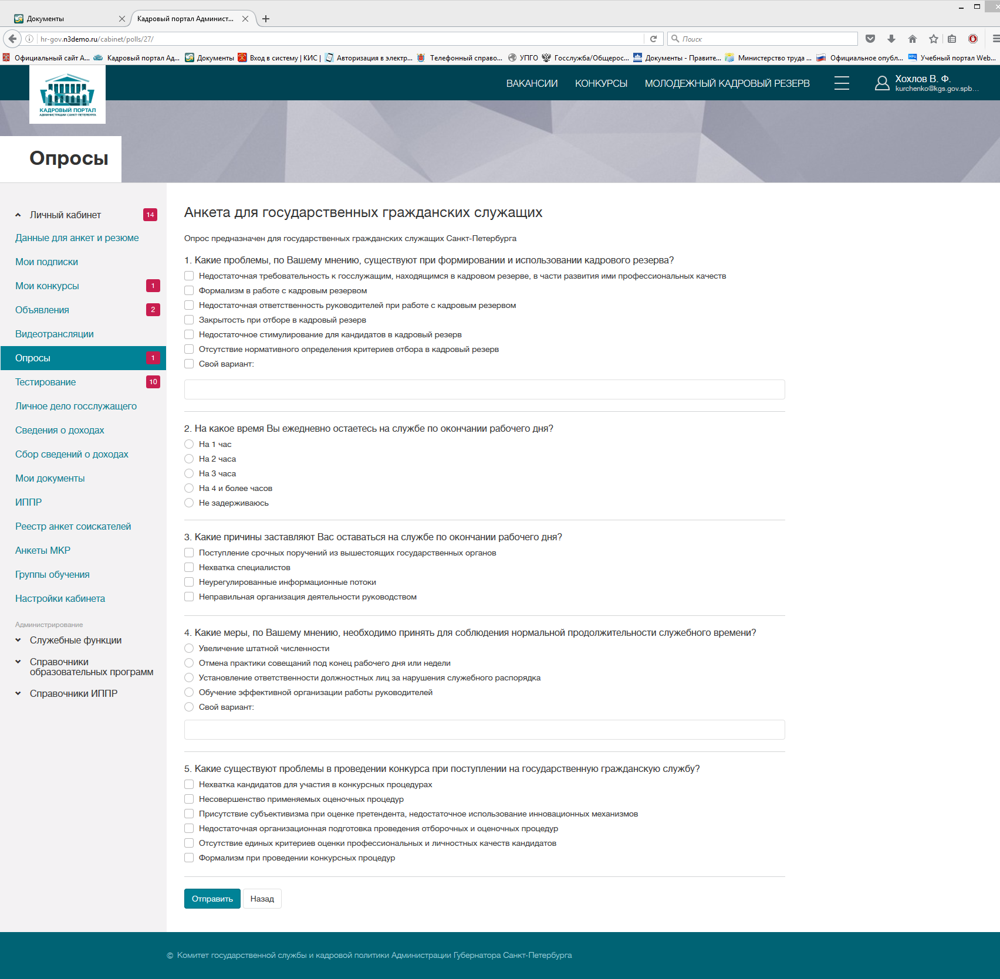 Документы
Кадровый портал Админист...
hr-gov.n3demo.ru/cabinet/polls/27/
Поиск
Официальный сайт А... Кадровый портал Ад... Документы Вход в систему | КИС | Авторизация в электр... Телефонный справо... УПГО Госслужба/Общерос... Документы - Правите... Министерство труда ... Официальное опубл... Учебный портал Web...
ВАКАНСИИ КОНКУРСЫ МОЛОДЕЖНЫЙ КАДРОВЫЙ РЕЗЕРВ
Хохлов В. Ф.
kurchenko@kgs.gov.spb...
КАДРОВЫЙ ПОРТАЛ
АДМИНИСТРАЦИИ САНКТ-ПЕТЕРБУРГА
Опросы
Личный кабинет 14
Данные для анкет и резюме
Мои подписки
Мои конкурсы 1
Объявления 2
Видеотрансляции
Опросы 1
Тестирование 10
Личное дело госслужащего
Сведения о доходах
Сбор сведений о доходах
Мои документы
ИППР
Реестр анкет соискателей
Анкеты МКР
Группы обучения
Настройки кабинета
Администрирование
Служебные функции
Справочники
образовательных программ
Справочники ИППР
Анкета для государственных гражданских служащих
Опрос предназначен для государственных гражданских служащих Санкт-Петербурга
1. Какие проблемы, по Вашему мнению, существуют при формировании и использовании кадрового резерва?
Недостаточная требовательность к госслужащим, находящимся в кадровом резерве, в части развития ими профессиональных качеств
Формализм в работе с кадровым резервом
Недостаточная ответственность руководителей при работе с кадровым резервом
Закрытость при отборе в кадровый резерв
Недостаточное стимулирование для кандидатов в кадровый резерв
Отсутствие нормативного определения критериев отбора в кадровый резерв
Свой вариант:
2. На какое время Вы ежедневно остаетесь на службе по окончании рабочего дня?
На 1 час
На 2 часа
На 3 часа
На 4 и более часов
Не задерживаюсь
3. Какие причины заставляют Вас оставаться на службе по окончании рабочего дня?
Поступление срочных поручений из вышестоящих государственных органов
Нехватка специалистов
Неурегулированные информационные потоки
Неправильная организация деятельности руководством
4. Какие меры, по Вашему мнению, необходимо принять для соблюдения нормальной продолжительности служебного времени?
Увеличение штатной численности
Отмена практики совещаний под конец рабочего дня или недели
Установление ответственности должностных лиц за нарушения служебного распорядка
Обучение эффективной организации работы руководителей
Свой вариант:
5. Какие существуют проблемы в проведении конкурса при поступлении на государственную гражданскую службу?
Нехватка кандидатов для участия в конкурсных процедурах
Несовершенство применяемых оценочных процедур
Присутствие субъективизма при оценке претендента, недостаточное использование инновационных механизмов
Недостаточная организационная подготовка проведения отборочных и оценочных процедур
Отсутствие единых критериев оценки профессиональных и личностных качеств кандидатов
Формализм при проведении конкурсных процедур
Отправить Назад
© Комитет государственной службы и кадровой политики Администрации Губернатора Санкт-Петербурга